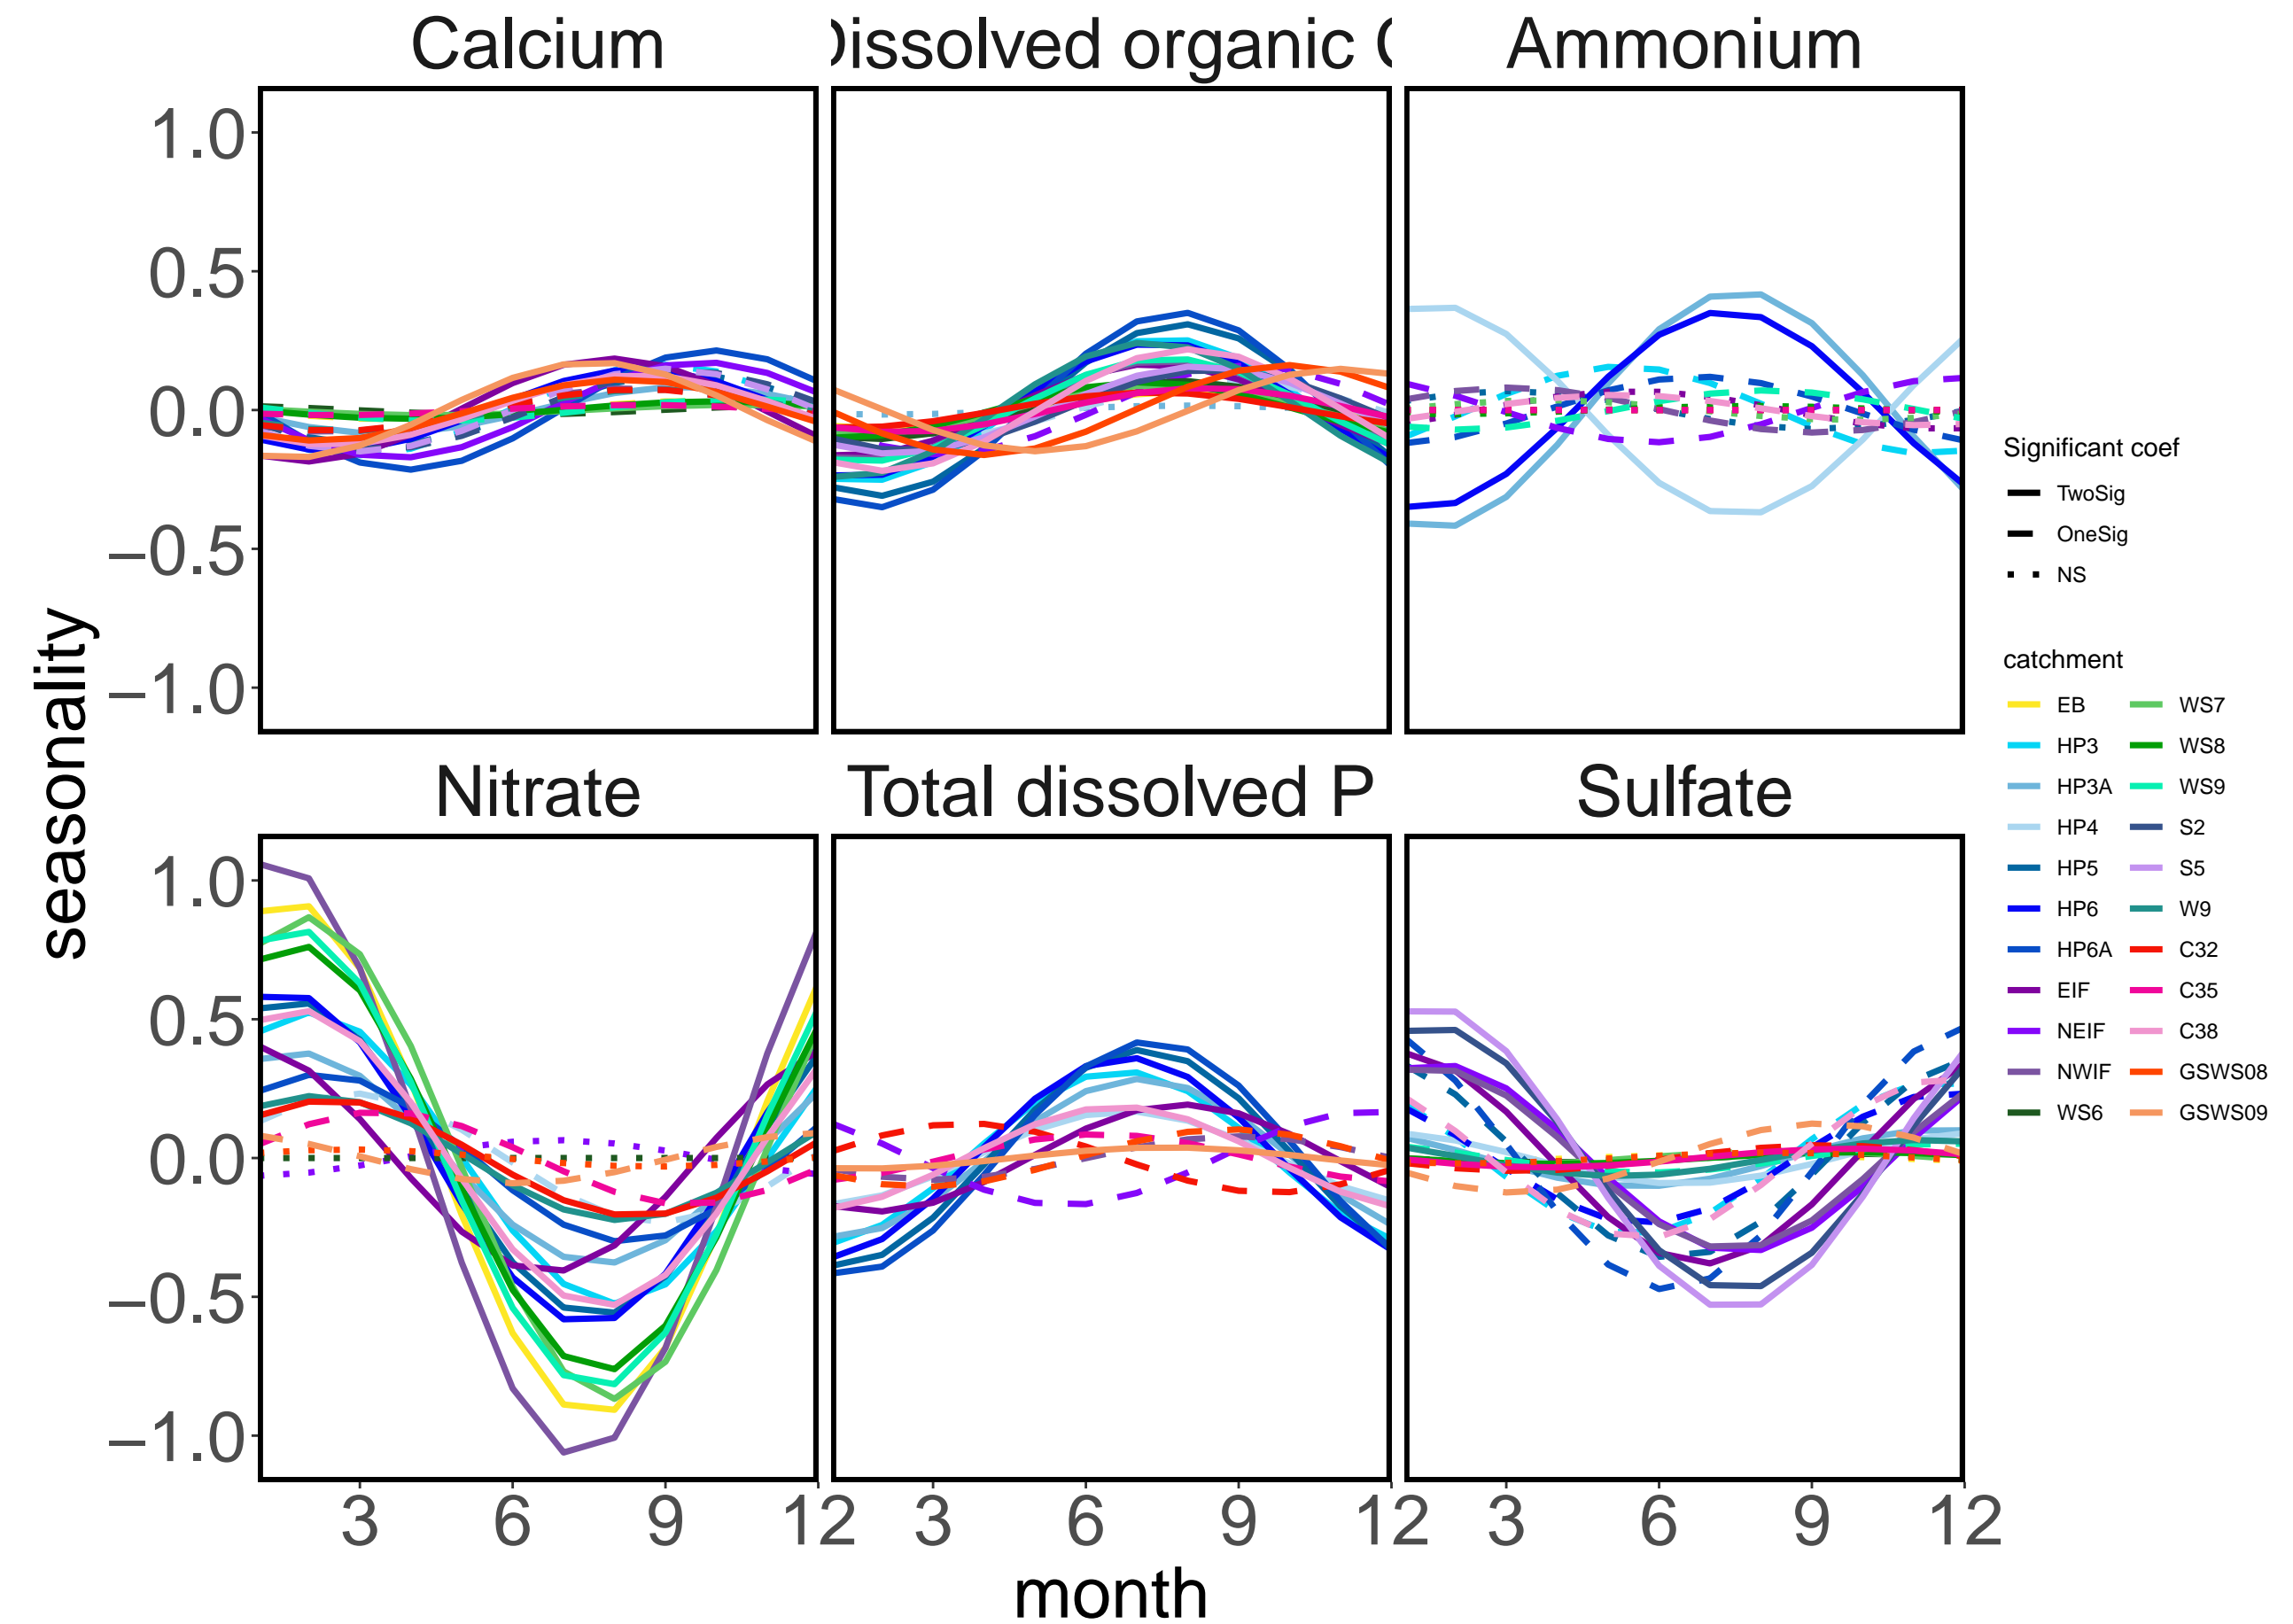 Calcium
Dissolved organic C
Ammonium
1.0
0.5
0.0
−0.5
−1.0
Nitrate
Total dissolved P
Sulfate
1.0
0.5
0.0
−0.5
−1.0
3 6 9 12 3 6 9 12 3 6 9 12
month
seasonality
Significant coef
TwoSig
OneSig
NS
catchment
EB WS7
HP3 WS8
HP3A WS9
HP4 S2
HP5 S5
HP6 W9
HP6A C32
EIF C35
NEIF C38
NWIF GSWS08
WS6 GSWS09